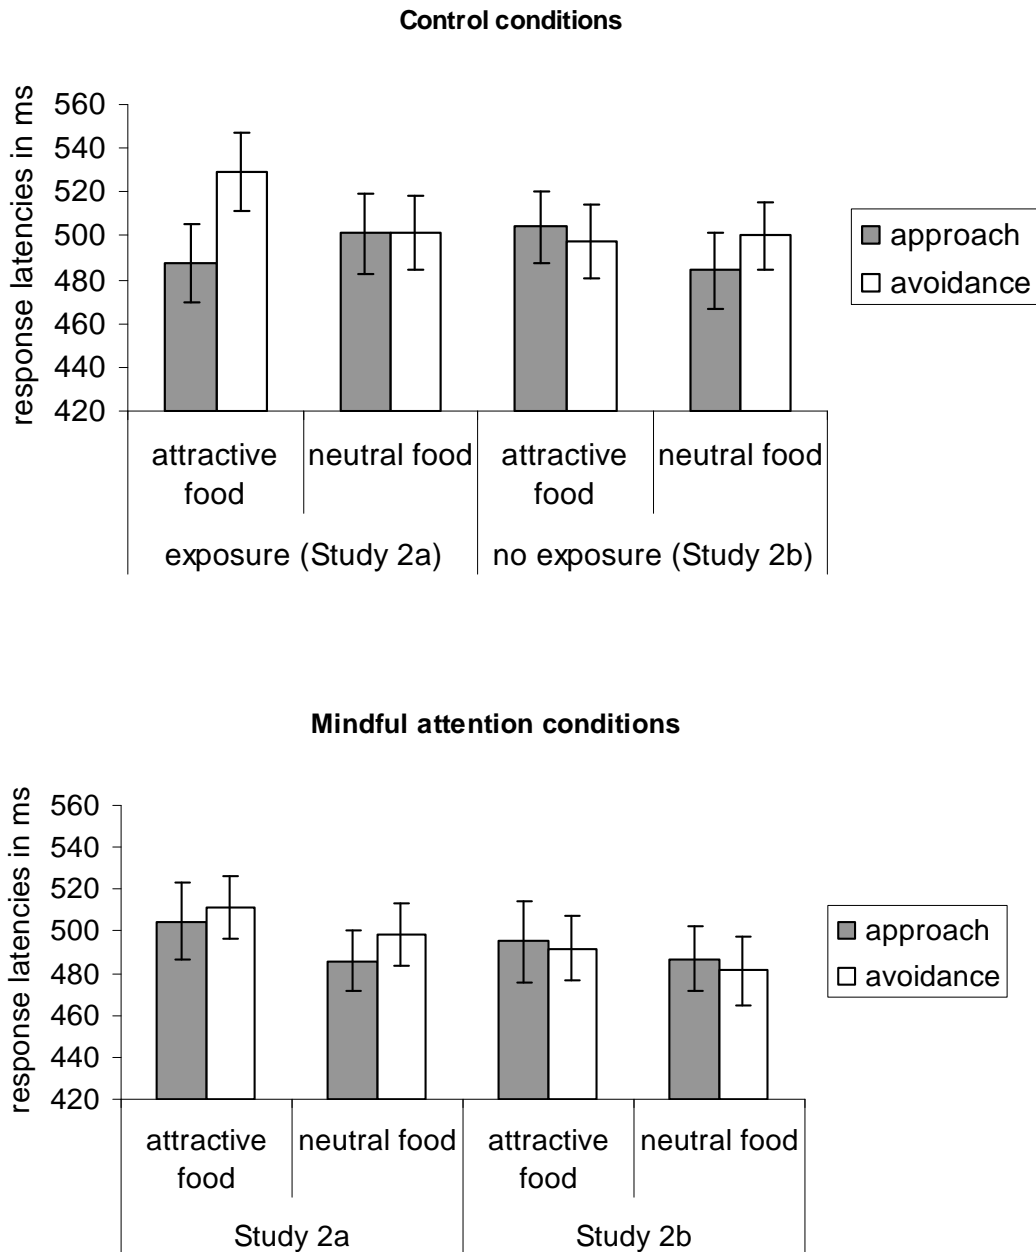 Control conditions
response latencies in ms
560
540
520
500
480
460
440
420
attractive
food
neutral food
attractive
food
neutral food
exposure (Study 2a)
no exposure (Study 2b)
approach
avoidance
Mindful attention conditions
response latencies in ms
560
540
520
500
480
460
440
420
attractive
food
neutral food
attractive
food
neutral food
Study 2a
Study 2b
approach
avoidance